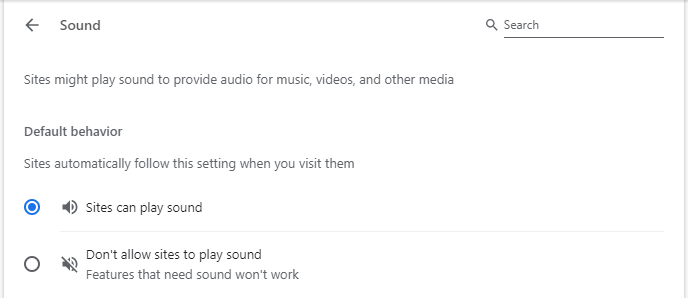 Sound
Search
Sites might play sound to provide audio for music, videos, and other media
Default behavior
Sites automatically follow this setting when you visit them
Sites can play sound
Don't allow sites to play sound
Features that need sound won't work